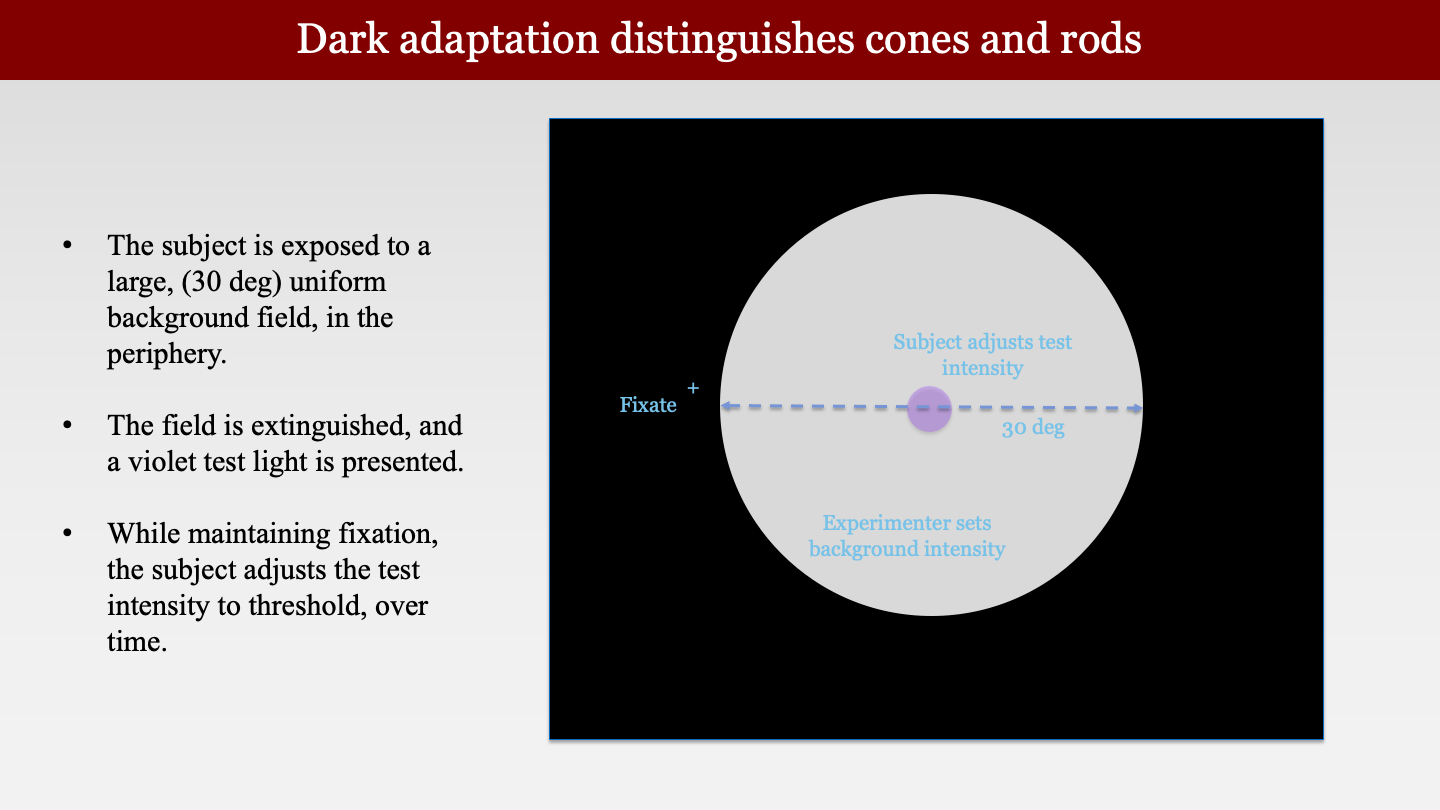 Dark adaptation distinguishes cones and rods
• The subject is exposed to a
large, (30 deg) uniform
background field, in the
periphery.
• The field is extinguished, and
a violet test light is presented.
• While maintaining fixation,
the subject adjusts the test
intensity to threshold, over
time.
Subject adjusts test
intensity
+
Fixate
30 deg
Experimenter sets
background intensity